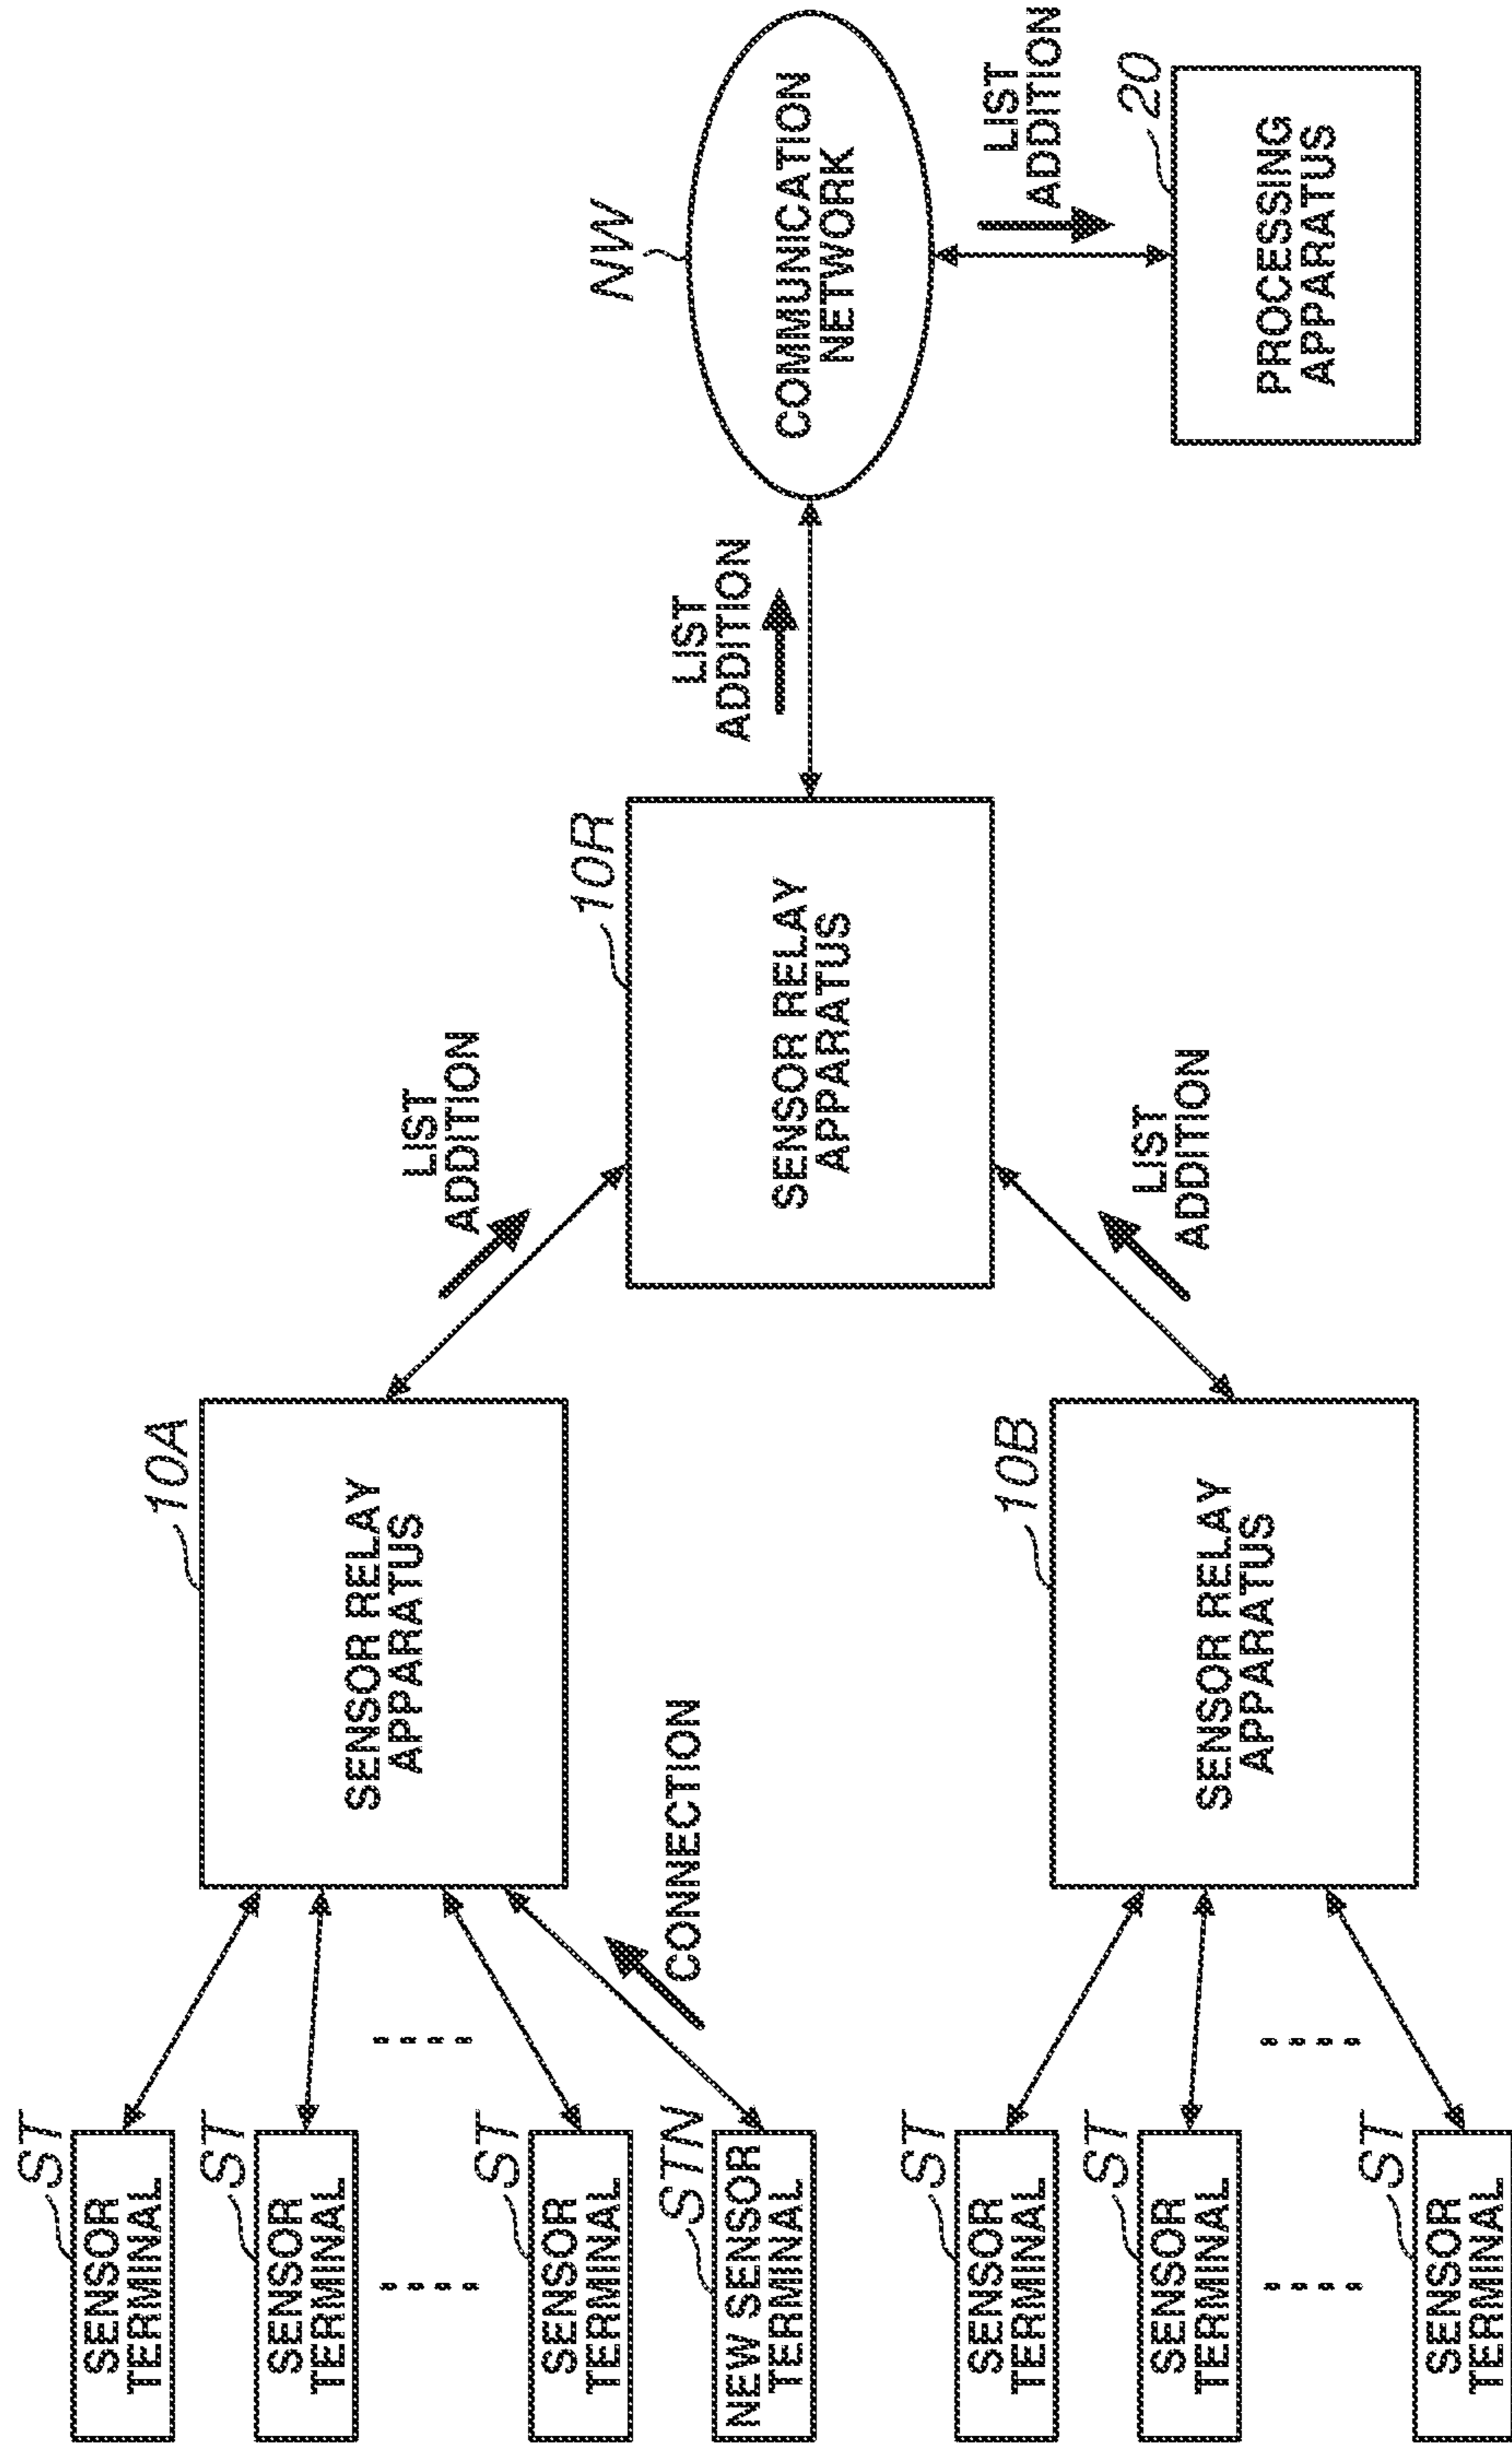 ST
SENSOR
TERMINAL
ST
SENSOR
TERMINAL
ST
SENSOR
TERMINAL
STN
NEW SENSOR
TERMINAL
CONNECTION
10A
SENSOR RELAY
APPARATUS
LIST
ADDITION
ST
SENSOR
TERMINAL
ST
SENSOR
TERMINAL
ST
SENSOR
TERMINAL
10B
SENSOR RELAY
APPARATUS
LIST
ADDITION
10R
SENSOR RELAY
APPARATUS
LIST
ADDITION
NW
COMMUNICATION
NETWORK
LIST
ADDITION
20
PROCESSING
APPARATUS